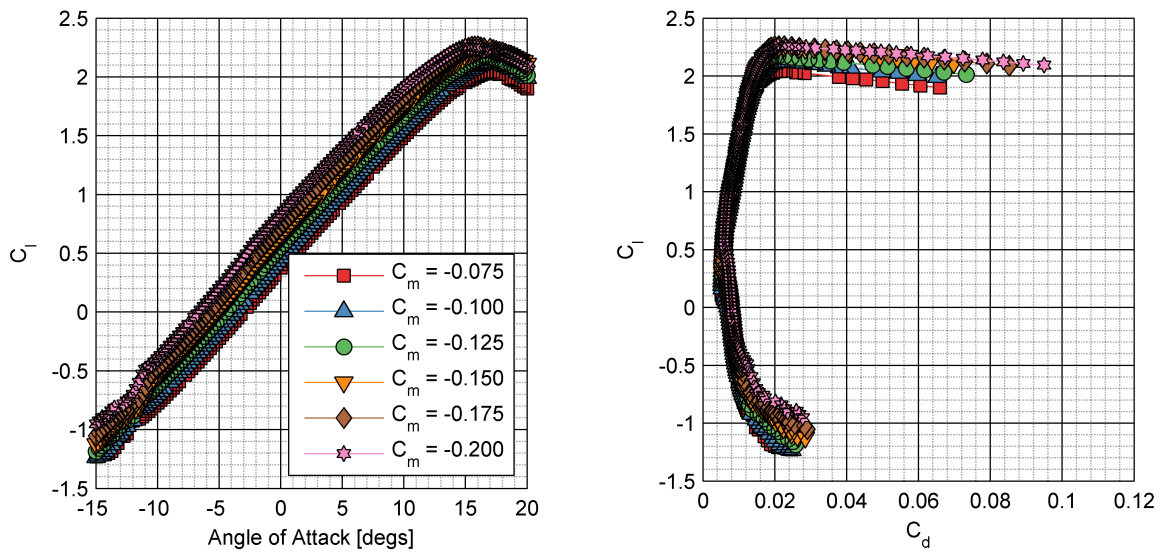 2.5
2
1.5
1
0.5
0
-0.5
-1
-1.5
C_l
-15 -10 -5 0 5 10 15 20
Angle of Attack [degs]
C_m = -0.075
C_m = -0.100
C_m = -0.125
C_m = -0.150
C_m = -0.175
C_m = -0.200
2.5
2
1.5
1
0.5
0
-0.5
-1
-1.5
C_l
0 0.02 0.04 0.06 0.08 0.1 0.12
C_d